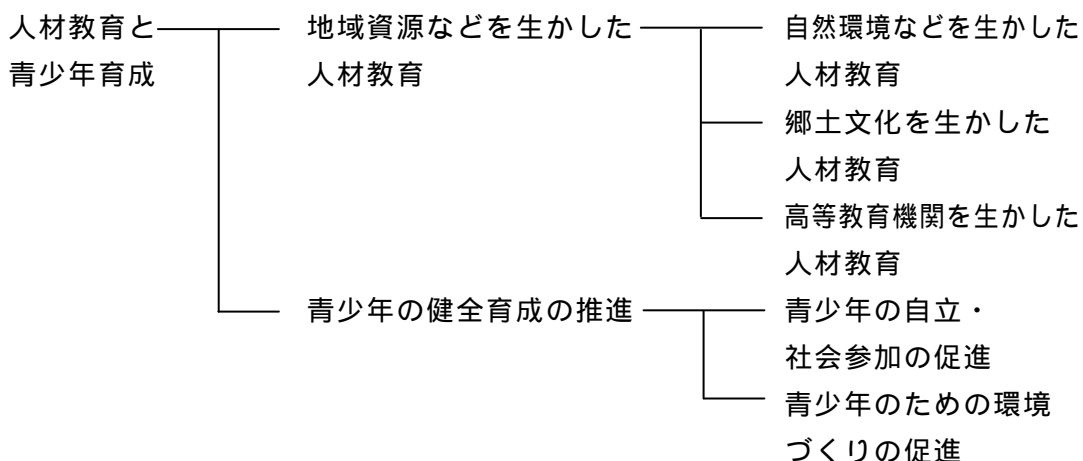 人材教育と
青少年育成
地域資源などを生かした
人材教育
自然環境などを生かした
人材教育
郷土文化を生かした
人材教育
高等教育機関を生かした
人材教育
青少年の健全育成の推進
青少年の自立・
社会参加の促進
青少年のための環境
づくりの促進